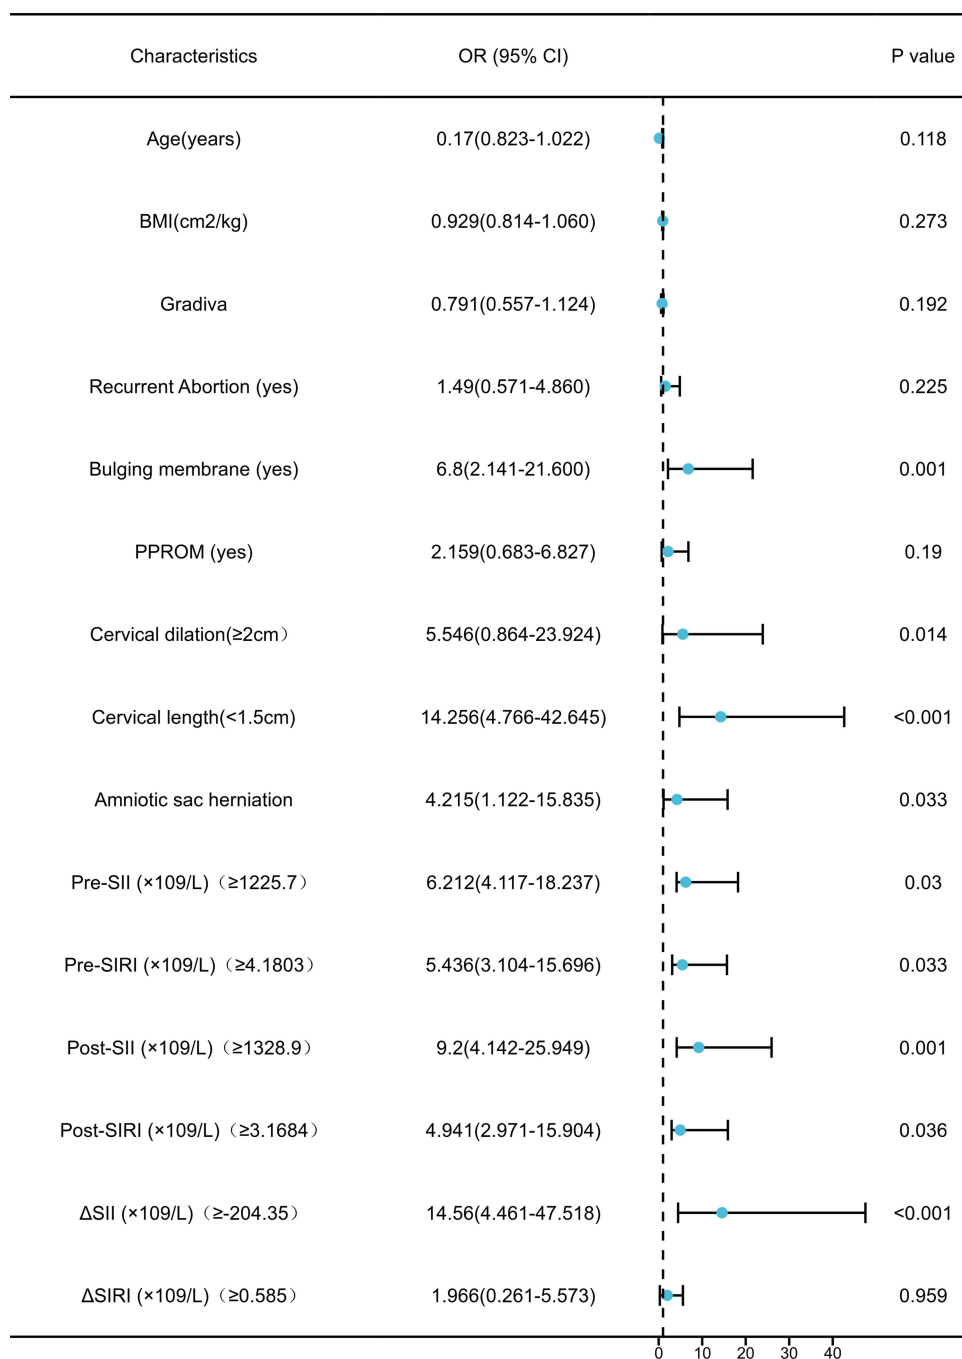 Characteristics OR (95% CI) P value
Age(years) 0.17(0.823-1.022) 0.118
BMI(cm2/kg) 0.929(0.814-1.060) 0.273
Gradiva 0.791(0.557-1.124) 0.192
Recurrent Abortion (yes) 1.49(0.571-4.860) 0.225
Bulging membrane (yes) 6.8(2.141-21.600) 0.001
PPROM (yes) 2.159(0.683-6.827) 0.19
Cervical dilation(≥2cm） 5.546(0.864-23.924) 0.014
Cervical length(<1.5cm) 14.256(4.766-42.645) <0.001
Amniotic sac herniation 4.215(1.122-15.835) 0.033
Pre-SII (×109/L)（≥1225.7） 6.212(4.117-18.237) 0.03
Pre-SIRI (×109/L)（≥4.1803） 5.436(3.104-15.696) 0.033
Post-SII (×109/L)（≥1328.9） 9.2(4.142-25.949) 0.001
Post-SIRI (×109/L)（≥3.1684） 4.941(2.971-15.904) 0.036
ΔSII (×109/L)（≥-204.35） 14.56(4.461-47.518) <0.001
ΔSIRI (×109/L)（≥0.585） 1.966(0.261-5.573) 0.959
0 10 20 30 40